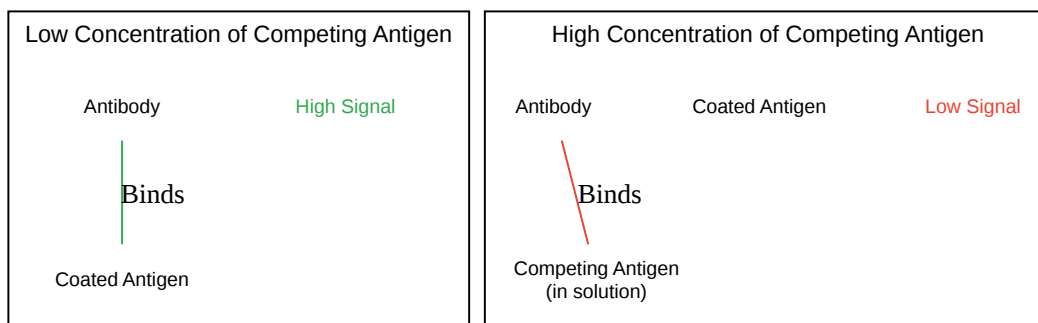 Low Concentration of Competing Antigen
Antibody
High Signal
Binds
Coated Antigen
High Concentration of Competing Antigen
Antibody
Coated Antigen
Low Signal
Binds
Competing Antigen
(in solution)